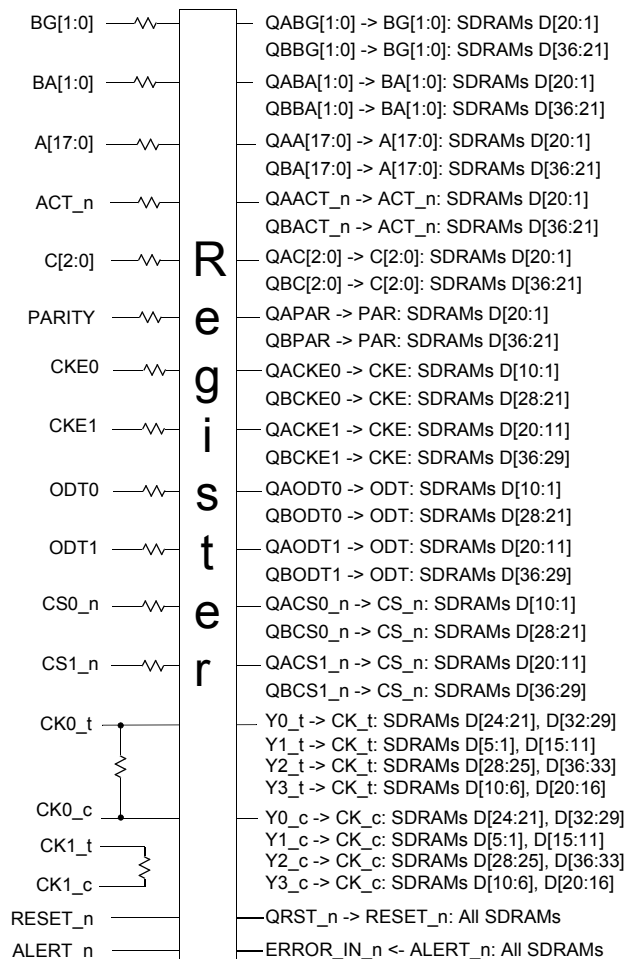 BG[1:0]
QABG[1:0] -> BG[1:0]: SDRAMs D[20:1]
QBBG[1:0] -> BG[1:0]: SDRAMs D[36:21]
BA[1:0]
QABA[1:0] -> BA[1:0]: SDRAMs D[20:1]
QBBA[1:0] -> BA[1:0]: SDRAMs D[36:21]
A[17:0]
QAA[17:0] -> A[17:0]: SDRAMs D[20:1]
QBA[17:0] -> A[17:0]: SDRAMs D[36:21]
ACT_n
QAACT_n -> ACT_n: SDRAMs D[20:1]
QBACT_n -> ACT_n: SDRAMs D[36:21]
C[2:0]
QAC[2:0] -> C[2:0]: SDRAMs D[20:1]
QBC[2:0] -> C[2:0]: SDRAMs D[36:21]
PARITY
QAPAR -> PAR: SDRAMs D[20:1]
QBPAR -> PAR: SDRAMs D[36:21]
CKE0
QACKE0 -> CKE: SDRAMs D[10:1]
QBCKE0 -> CKE: SDRAMs D[28:21]
CKE1
QACKE1 -> CKE: SDRAMs D[20:11]
QBCKE1 -> CKE: SDRAMs D[36:29]
ODT0
QAODT0 -> ODT: SDRAMs D[10:1]
QBODT0 -> ODT: SDRAMs D[28:21]
ODT1
QAODT1 -> ODT: SDRAMs D[20:11]
QBODT1 -> ODT: SDRAMs D[36:29]
CS0_n
QACS0_n -> CS_n: SDRAMs D[10:1]
QBCS0_n -> CS_n: SDRAMs D[28:21]
CS1_n
QACS1_n -> CS_n: SDRAMs D[20:11]
QBCS1_n -> CS_n: SDRAMs D[36:29]
Register
CK0_t
Y0_t -> CK_t: SDRAMs D[24:21], D[32:29]
Y1_t -> CK_t: SDRAMs D[5:1], D[15:11]
Y2_t -> CK_t: SDRAMs D[28:25], D[36:33]
Y3_t -> CK_t: SDRAMs D[10:6], D[20:16]
CK0_c
Y0_c -> CK_c: SDRAMs D[24:21], D[32:29]
Y1_c -> CK_c: SDRAMs D[5:1], D[15:11]
Y2_c -> CK_c: SDRAMs D[28:25], D[36:33]
Y3_c -> CK_c: SDRAMs D[10:6], D[20:16]
CK1_t
CK1_c
RESET_n
QRST_n -> RESET_n: All SDRAMs
ALERT_n
ERROR_IN_n <- ALERT_n: All SDRAMs